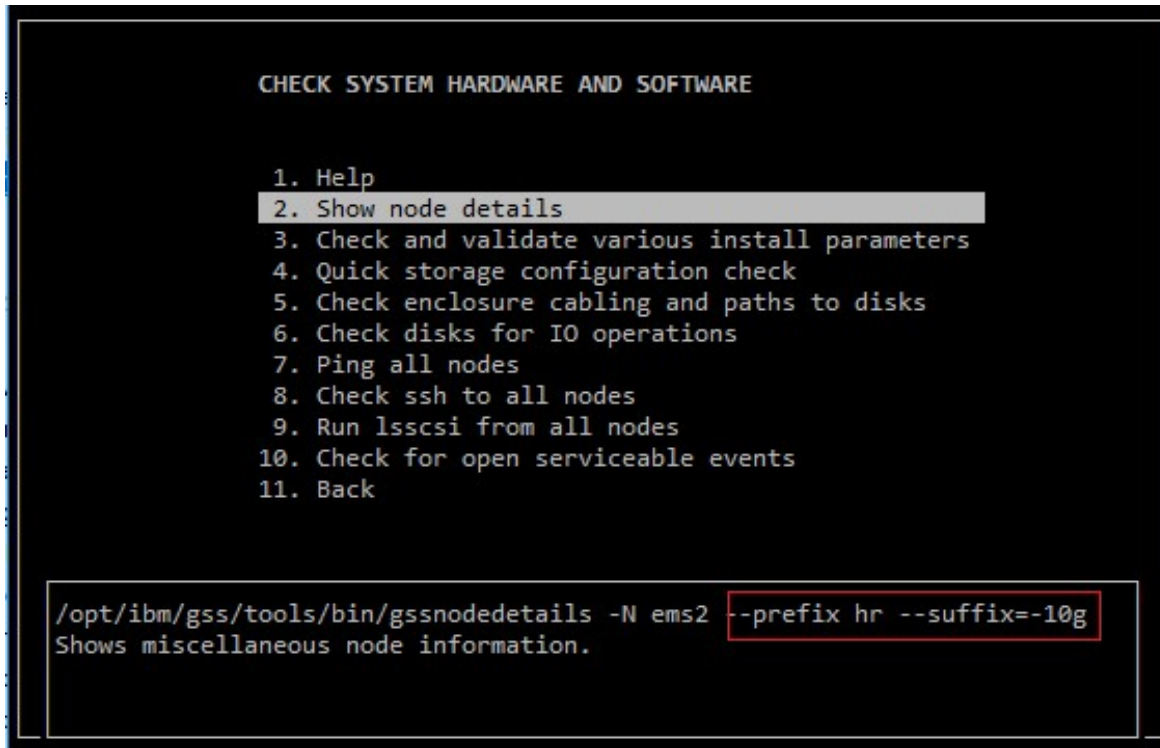 CHECK SYSTEM HARDWARE AND SOFTWARE
1. Help
2. Show node details
3. Check and validate various install parameters
4. Quick storage configuration check
5. Check enclosure cabling and paths to disks
6. Check disks for IO operations
7. Ping all nodes
8. Check ssh to all nodes
9. Run lsscsi from all nodes
10. Check for open serviceable events
11. Back
/opt/ibm/gss/tools/bin/gssnodedetails -N ems2 --prefix hr --suffix=-10g
Shows miscellaneous node information.